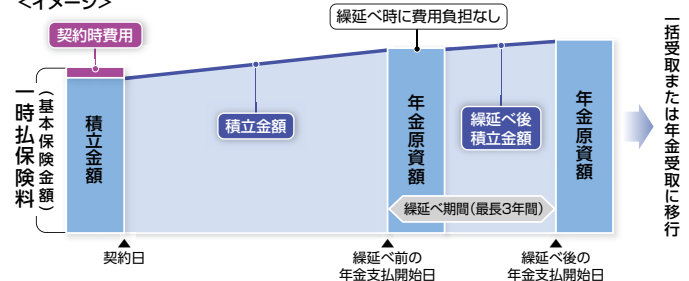 <イメージ>
契約時費用
繰延べ時に費用負担なし
一時払保険料
(基本保険金額)
積立金額
積立金額
年金原資額
繰延べ後
積立金額
年金原資額
繰延べ期間(最長3年間)
一括受取または年金受取に移行
▲
契約日
▲
繰延べ前の
年金支払開始日
▲
繰延べ後の
年金支払開始日